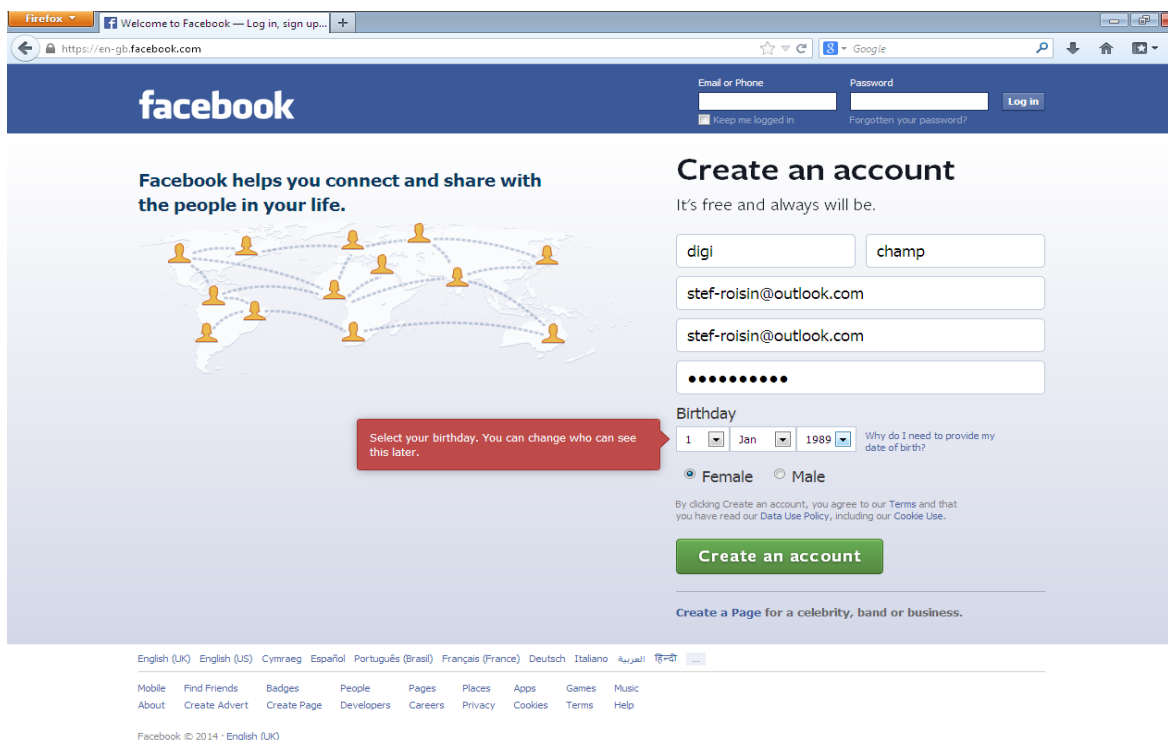 Firefox
Welcome to Facebook — Log in, sign up...
https://en-gb.facebook.com
Google
facebook
Email or Phone
Password
Log in
Keep me logged in
Forgotten your password?
Facebook helps you connect and share with
the people in your life.
Create an account
It's free and always will be.
digi
champ
stef-roisin@outlook.com
stef-roisin@outlook.com
••••••••••
Birthday
Select your birthday. You can change who can see
this later.
1 Jan 1989
Why do I need to provide my
date of birth?
Female Male
By clicking Create an account, you agree to our Terms and that
you have read our Data Use Policy, including our Cookie Use.
Create an account
Create a Page for a celebrity, band or business.
English (UK) English (US) Cymraeg Español Português (Brasil) Français (France) Deutsch Italiano العربية हिन्दी ...
Mobile Find Friends Badges People Pages Places Apps Games Music
About Create Advert Create Page Developers Careers Privacy Cookies Terms Help
Facebook © 2014 · English (UK)